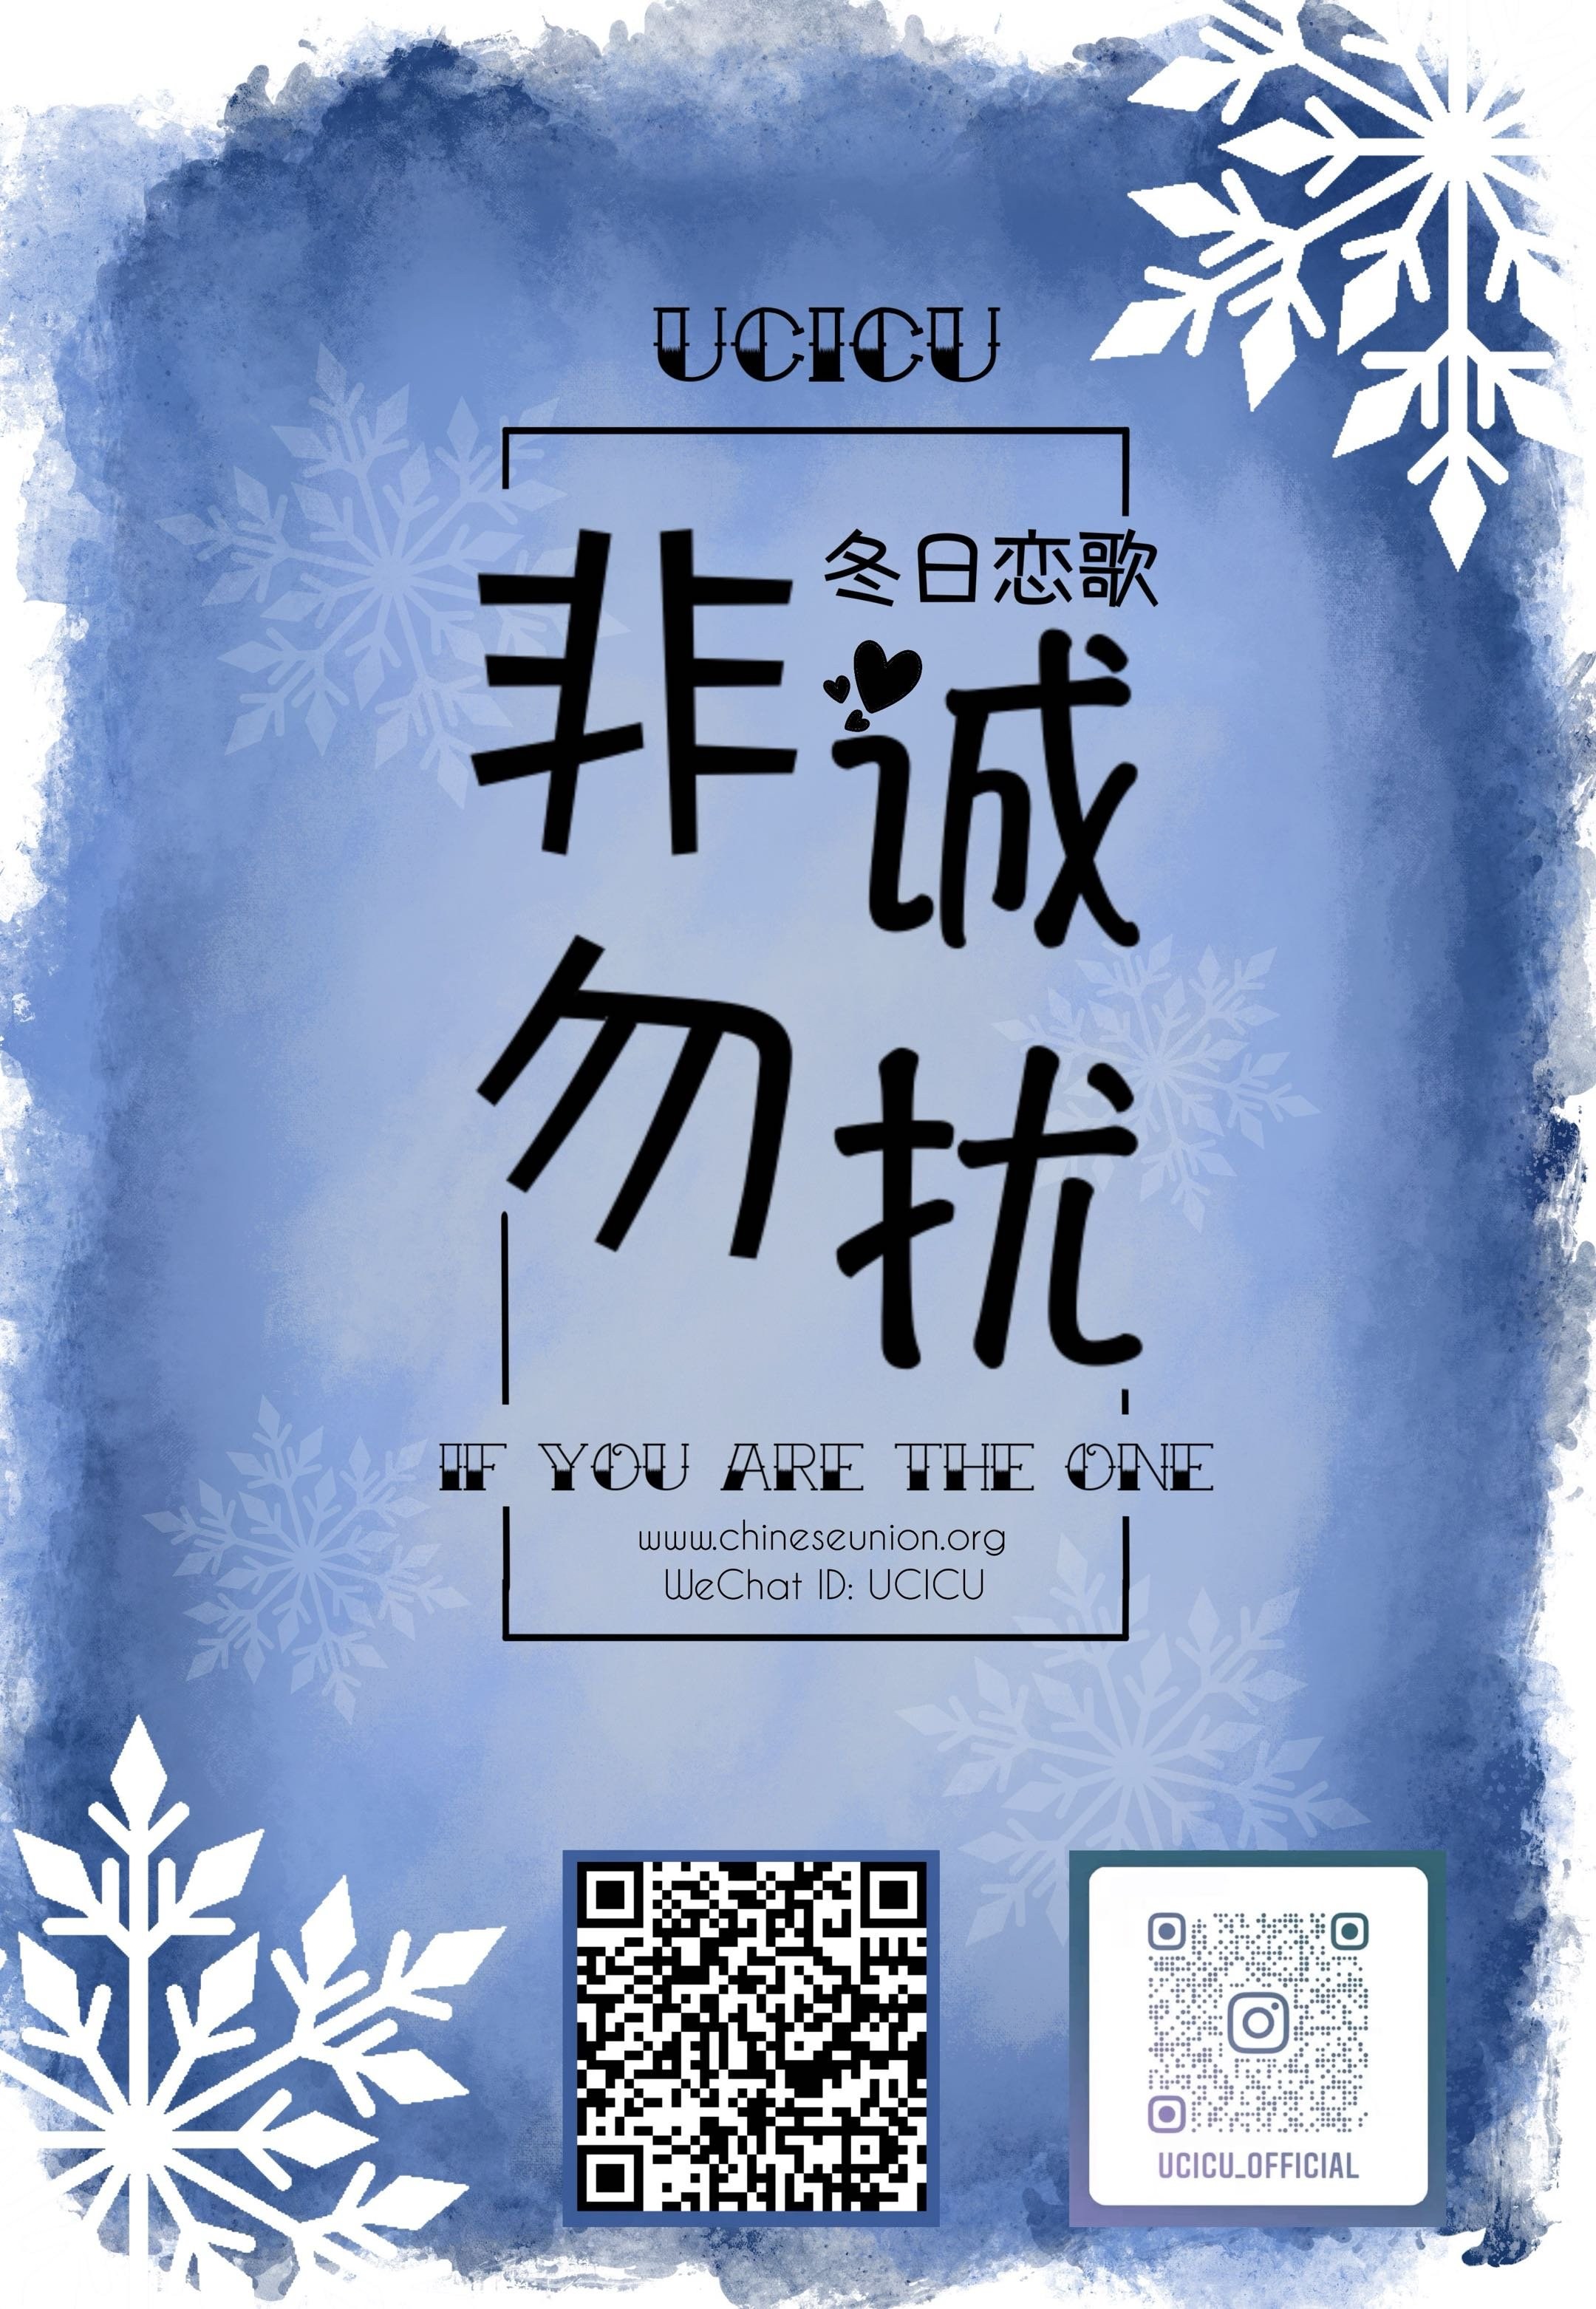 UCICU
冬日恋歌
非诚
勿扰
IF YOU ARE THE ONE
www.chineseunion.org
WeChat ID: UCICU
UCICU_OFFICIAL